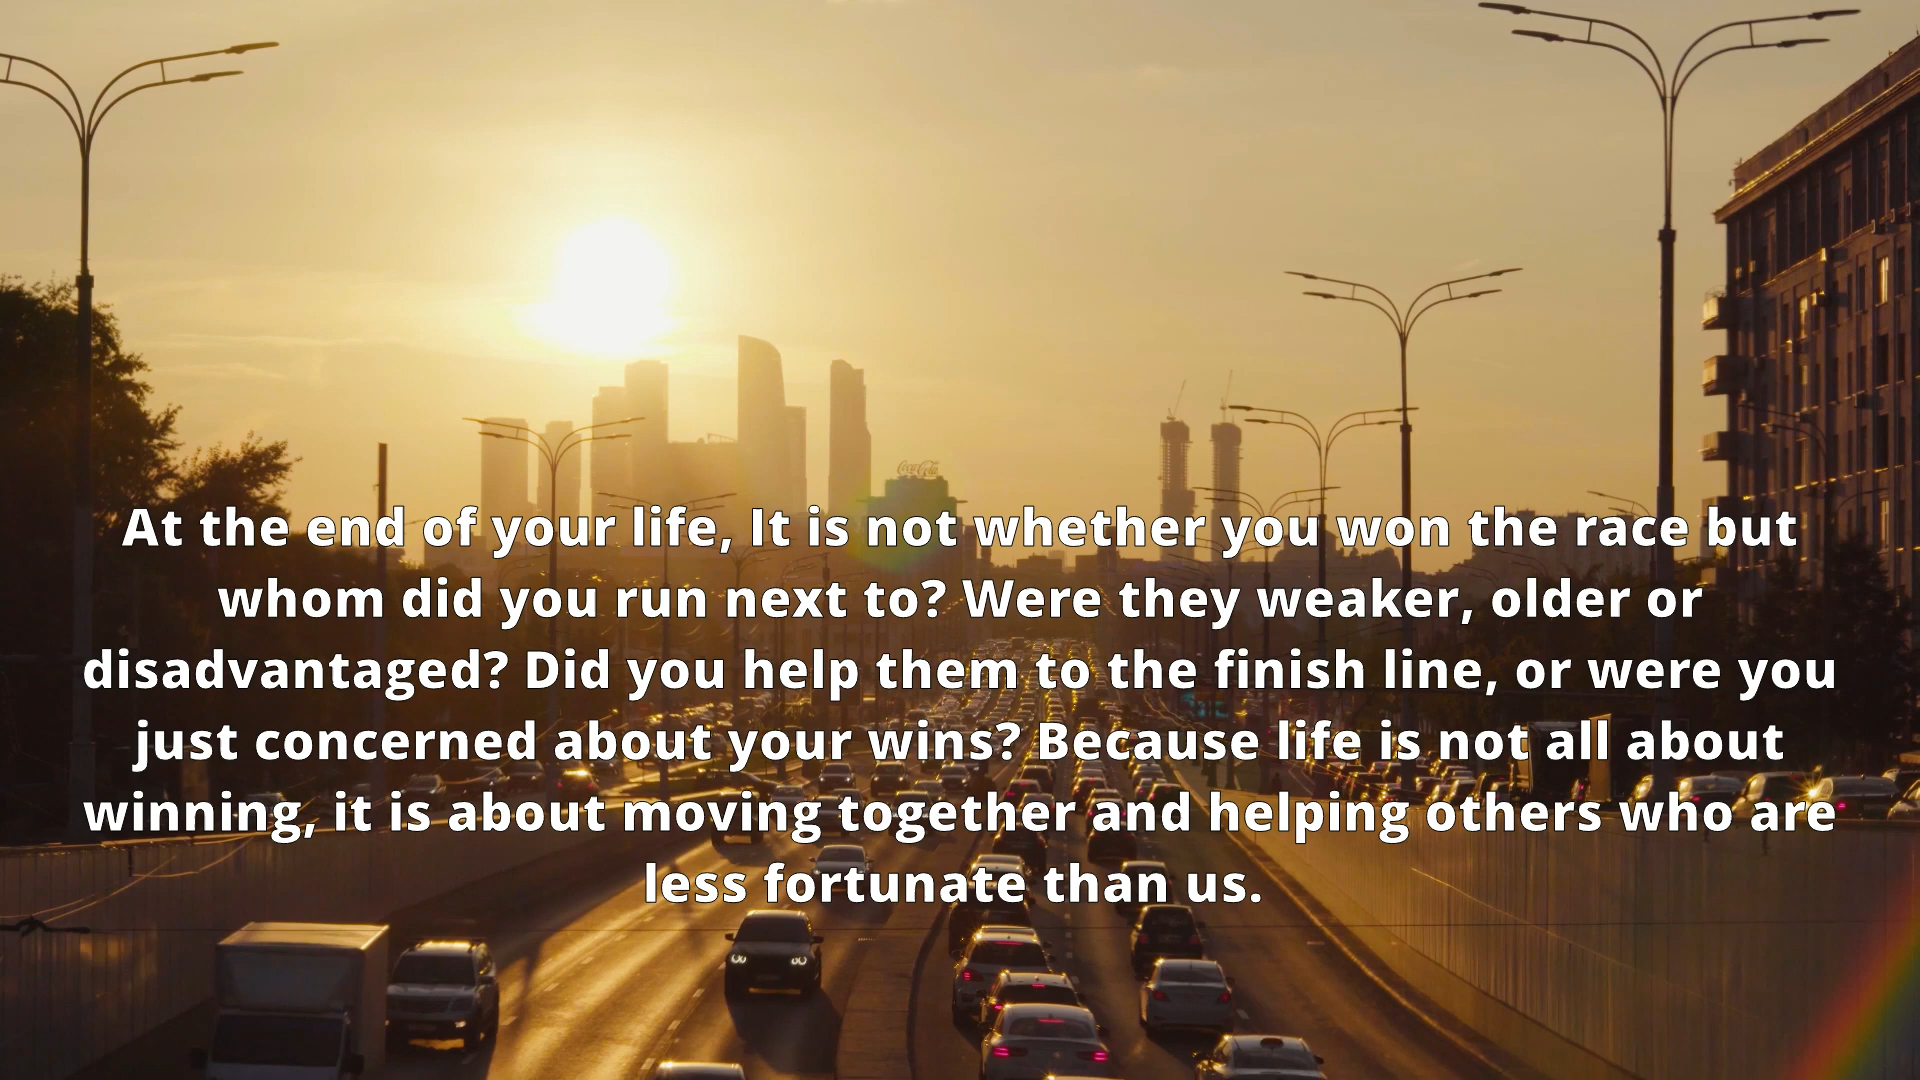 Coca-Cola
At the end of your life, It is not whether you won the race but
whom did you run next to? Were they weaker, older or
disadvantaged? Did you help them to the finish line, or were you
just concerned about your wins? Because life is not all about
winning, it is about moving together and helping others who are
less fortunate than us.